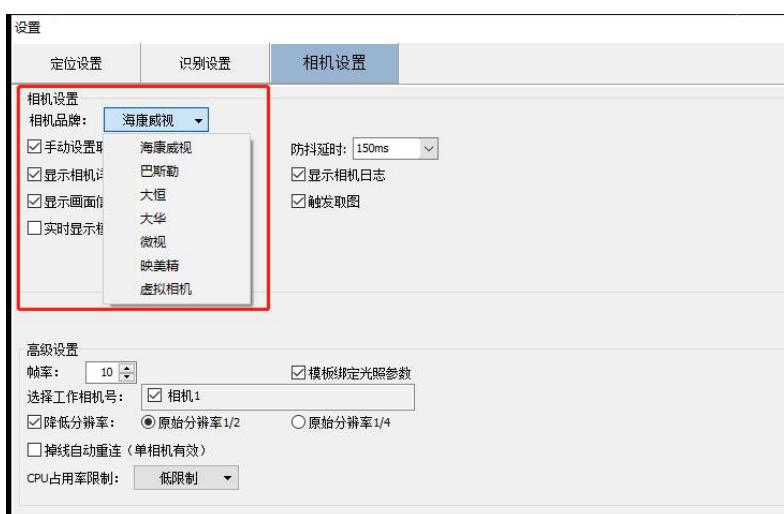 设置
定位设置 识别设置 相机设置
相机设置
相机品牌: 海康威视
手动设置 海康威视 防抖延时: 150ms
显示相机 巴斯勒 显示相机日志
显示画面 大恒 触发取图
实时显示 大华
微视
映美精
虚拟相机
高级设置
帧率: 10 模板绑定光照参数
选择工作相机号: 相机1
降低分辨率: 原始分辨率1/2 原始分辨率1/4
掉线自动重连(单相机有效)
CPU占用率限制: 低限制